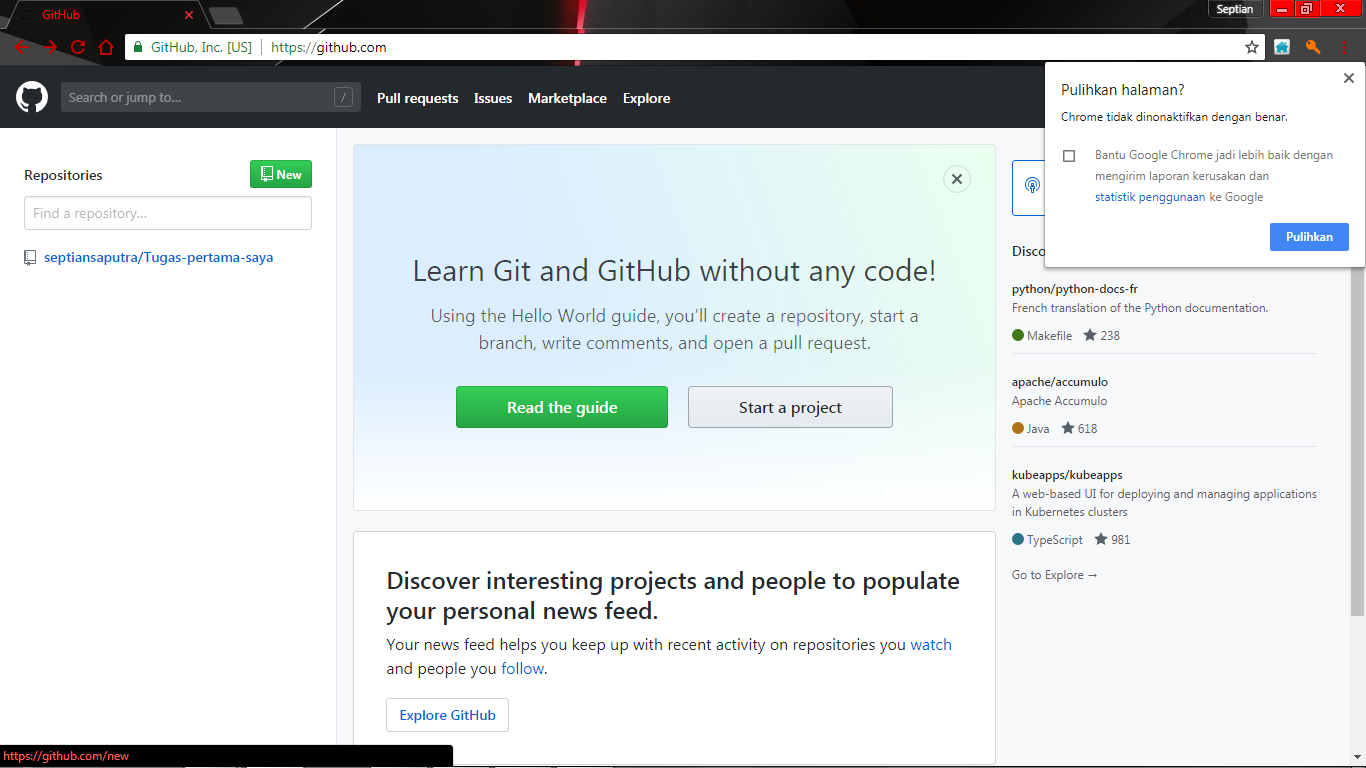 GitHub
Septian
GitHub, Inc. [US]
https://github.com
Search or jump to...
/
Pull requests
Issues
Marketplace
Explore
Pulihkan halaman?
Chrome tidak dinonaktifkan dengan benar.
Bantu Google Chrome jadi lebih baik dengan
mengirim laporan kerusakan dan
statistik penggunaan ke Google
Pulihkan
Repositories
New
Find a repository...
septiansaputra/Tugas-pertama-saya
Learn Git and GitHub without any code!
Using the Hello World guide, you’ll create a repository, start a
branch, write comments, and open a pull request.
Read the guide
Start a project
Discover interesting projects and people to populate
your personal news feed.
Your news feed helps you keep up with recent activity on repositories you watch
and people you follow.
Explore GitHub
Disco
python/python-docs-fr
French translation of the Python documentation.
Makefile 238
apache/accumulo
Apache Accumulo
Java 618
kubeapps/kubeapps
A web-based UI for deploying and managing applications
in Kubernetes clusters
TypeScript 981
Go to Explore →
https://github.com/new